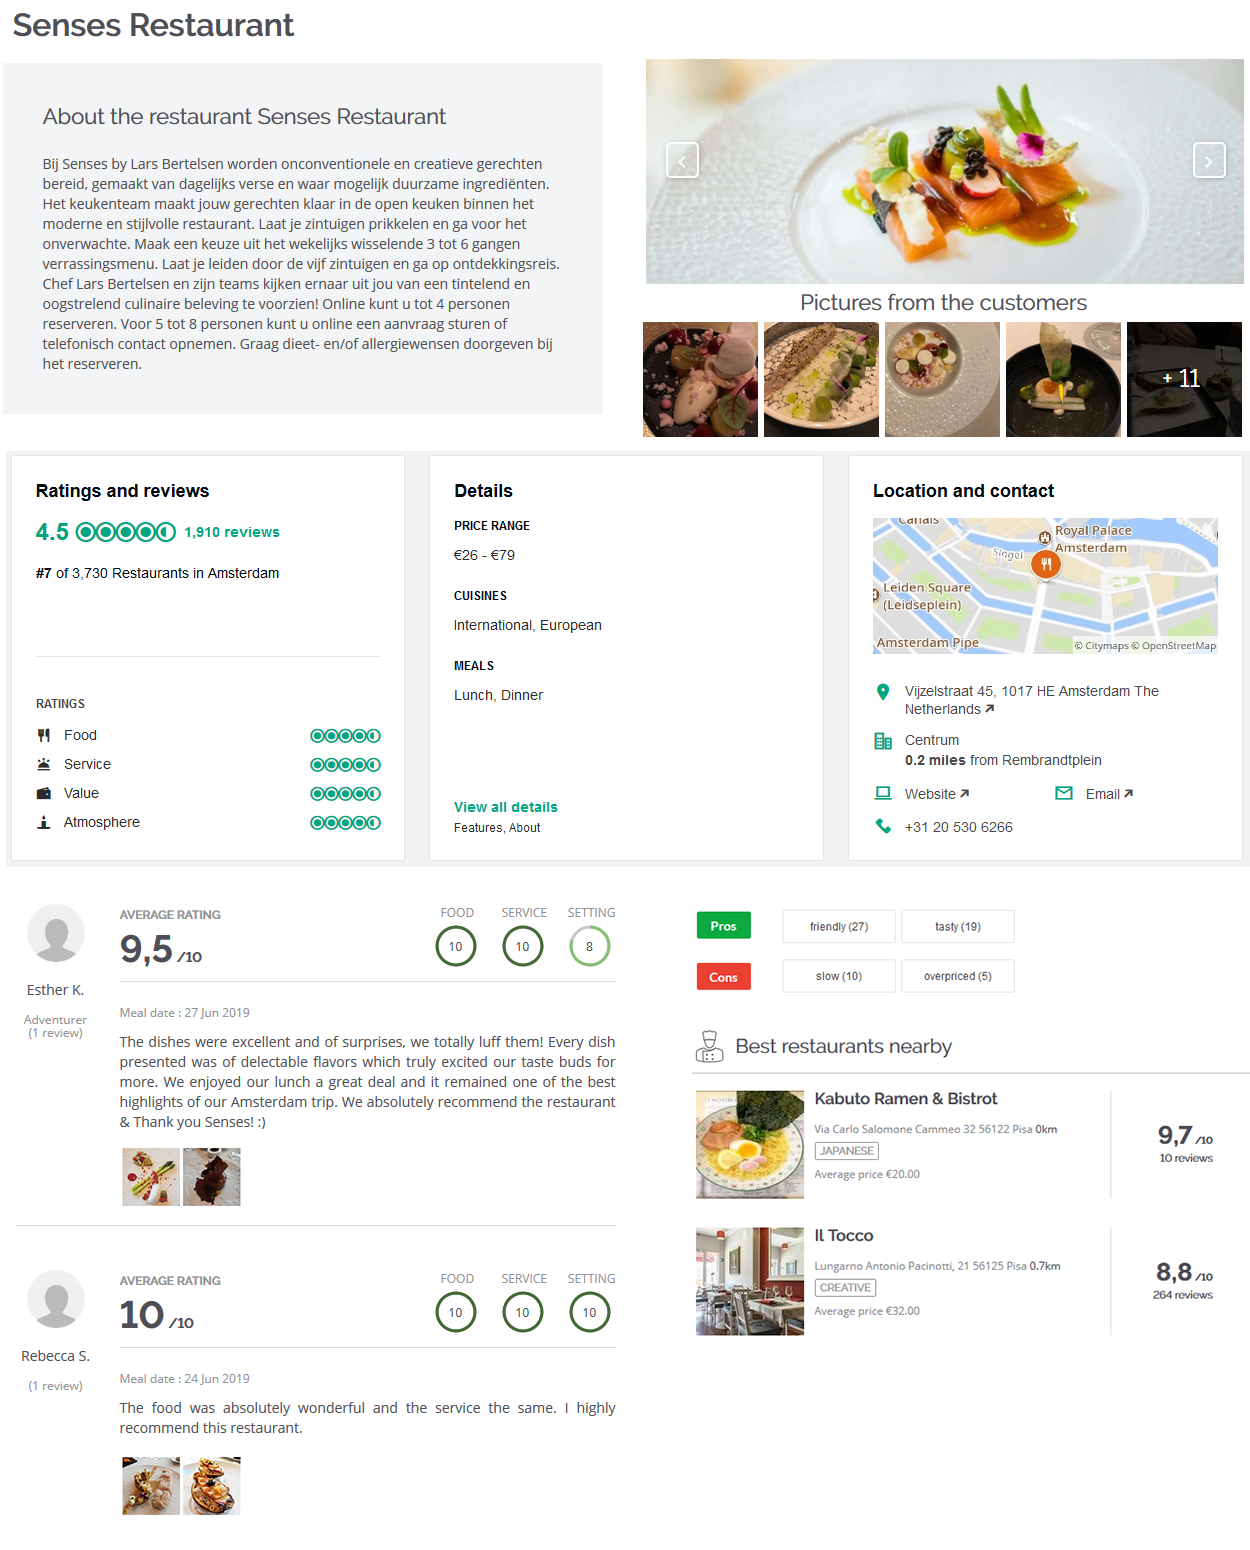 Senses Restaurant
About the restaurant Senses Restaurant
Bij Senses by Lars Bertelsen worden onconventionele en creatieve gerechten
bereid, gemaakt van dagelijks verse en waar mogelijk duurzame ingrediënten.
Het keukenteam maakt jouw gerechten klaar in de open keuken binnen het
moderne en stijlvolle restaurant. Laat je zintuigen prikkelen en ga voor het
onverwachte. Maak een keuze uit het wekelijks wisselende 3 tot 6 gangen
verrassingsmenu. Laat je leiden door de vijf zintuigen en ga op ontdekkingsreis.
Chef Lars Bertelsen en zijn teams kijken ernaar uit jou van een tintelend en
oogstrelend culinaire beleving te voorzien! Online kunt u tot 4 personen
reserveren. Voor 5 tot 8 personen kunt u online een aanvraag sturen of
telefonisch contact opnemen. Graag dieet- en/of allergiewensen doorgeven bij
het reserveren.
Pictures from the customers
+ 11
Ratings and reviews
4.5 1,910 reviews
#7 of 3,730 Restaurants in Amsterdam
RATINGS
Food
Service
Value
Atmosphere
Details
PRICE RANGE
€26 - €79
CUISINES
International, European
MEALS
Lunch, Dinner
View all details
Features, About
Location and contact
Canals
Royal Palace
Amsterdam
Singel
Leiden Square
(Leidseplein)
Amsterdam Pipe
© Citymaps © OpenStreetMap
Vijzelstraat 45, 1017 HE Amsterdam The
Netherlands
Centrum
0.2 miles from Rembrandtplein
Website Email
+31 20 530 6266
Esther K.
Adventurer
(1 review)
AVERAGE RATING
9,5 /10
FOOD SERVICE SETTING
10 10 8
Meal date : 27 Jun 2019
The dishes were excellent and of surprises, we totally luff them! Every dish
presented was of delectable flavors which truly excited our taste buds for
more. We enjoyed our lunch a great deal and it remained one of the best
highlights of our Amsterdam trip. We absolutely recommend the restaurant
& Thank you Senses! :)
Rebecca S.
(1 review)
AVERAGE RATING
10 /10
FOOD SERVICE SETTING
10 10 10
Meal date : 24 Jun 2019
The food was absolutely wonderful and the service the same. I highly
recommend this restaurant.
Pros friendly (27) tasty (19)
Cons slow (10) overpriced (5)
Best restaurants nearby
Kabuto Ramen & Bistrot
Via Carlo Salomone Cammeo 32 56122 Pisa 0km
JAPANESE
Average price €20.00
9,7 /10
10 reviews
Il Tocco
Lungarno Antonio Pacinotti, 21 56125 Pisa 0.7km
CREATIVE
Average price €32.00
8,8 /10
264 reviews